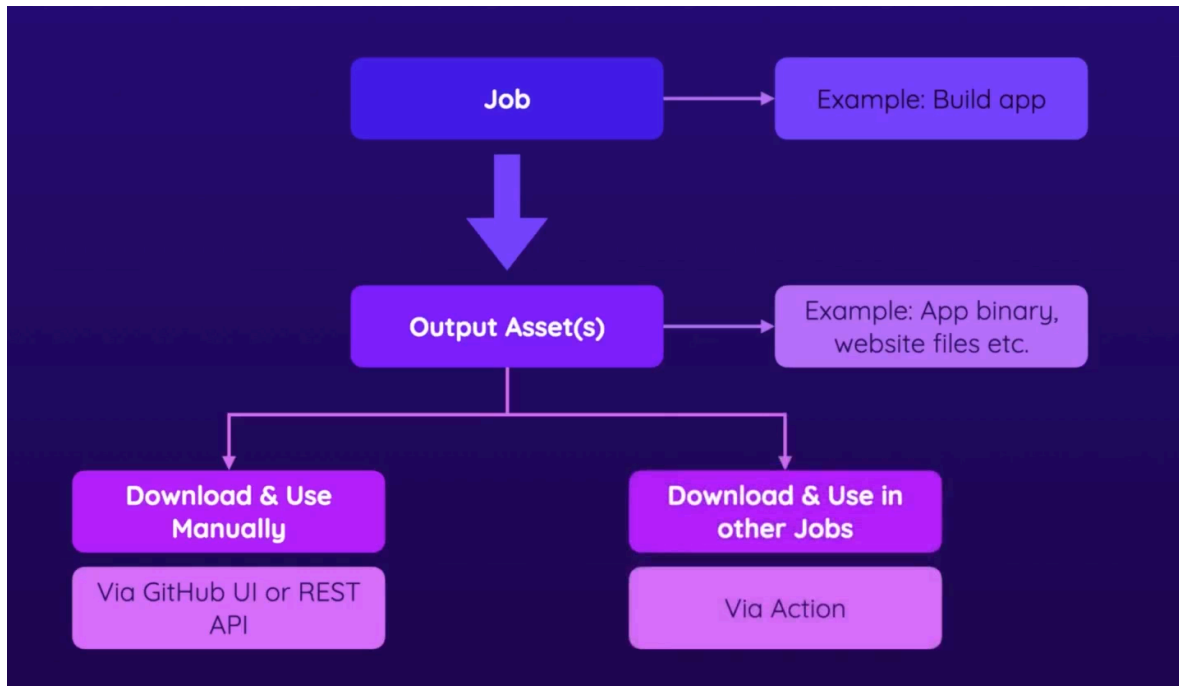 Job
Example: Build app
Output Asset(s)
Example: App binary,
website files etc.
Download & Use
Manually
Via GitHub UI or REST
API
Download & Use in
other Jobs
Via Action